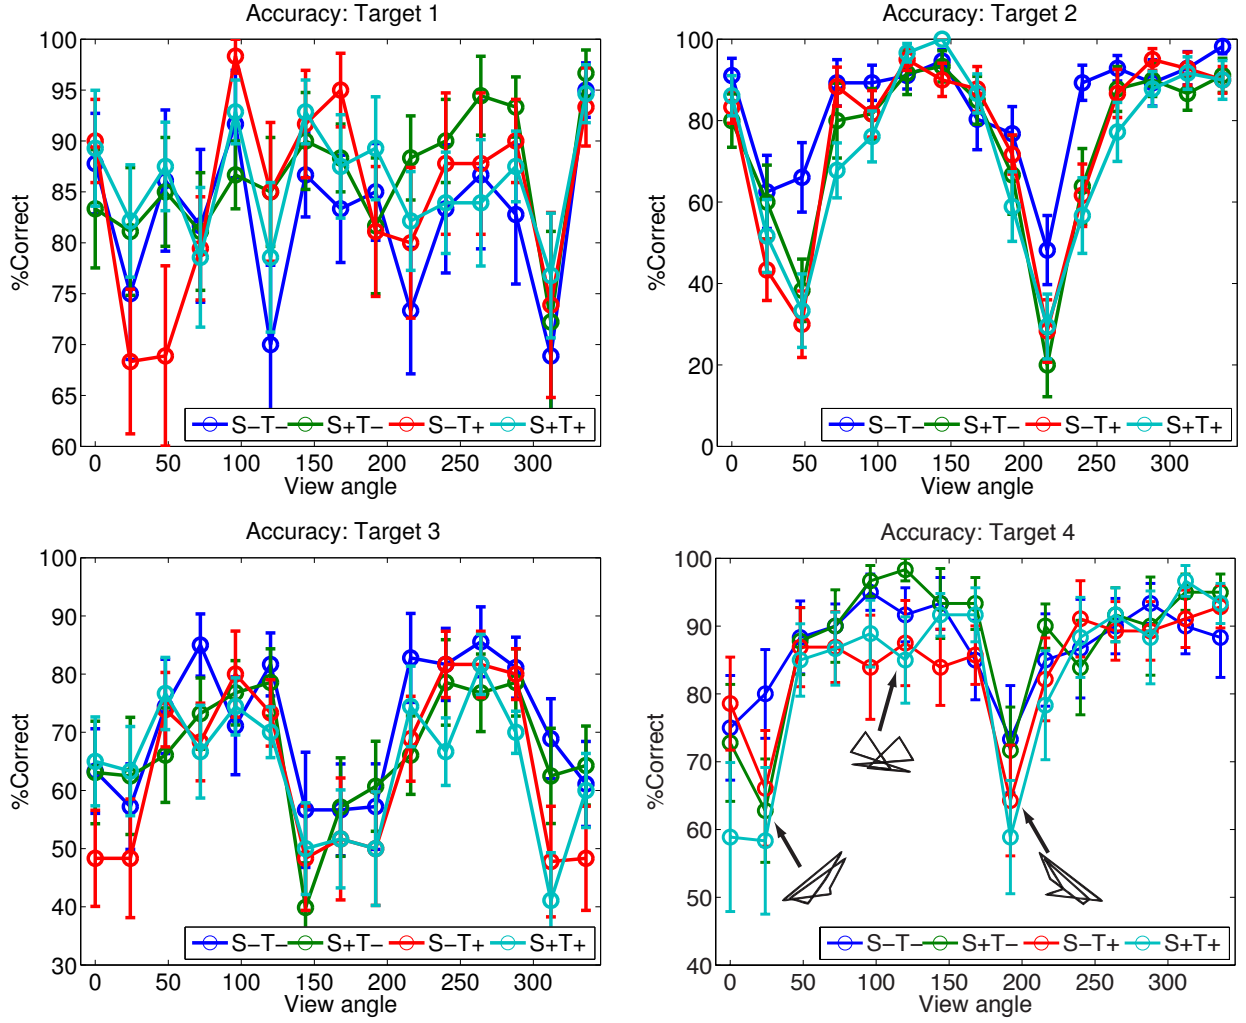 Accuracy: Target 1
%Correct
100
95
90
85
80
75
70
65
60
S−T− S+T− S−T+ S+T+
0 50 100 150 200 250 300
View angle
Accuracy: Target 2
%Correct
100
80
60
40
20
0
S−T− S+T− S−T+ S+T+
0 50 100 150 200 250 300
View angle
Accuracy: Target 3
%Correct
100
90
80
70
60
50
40
30
S−T− S+T− S−T+ S+T+
0 50 100 150 200 250 300
View angle
Accuracy: Target 4
%Correct
100
90
80
70
60
50
40
S−T− S+T− S−T+ S+T+
0 50 100 150 200 250 300
View angle